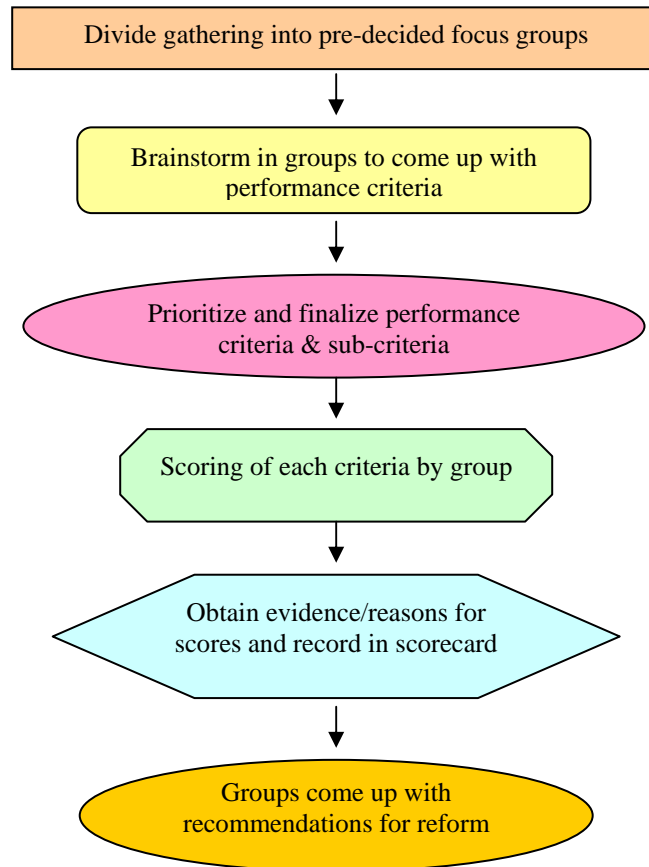 Divide gathering into pre-decided focus groups
Brainstorm in groups to come up with
performance criteria
Prioritize and finalize performance
criteria & sub-criteria
Scoring of each criteria by group
Obtain evidence/reasons for
scores and record in scorecard
Groups come up with
recommendations for reform